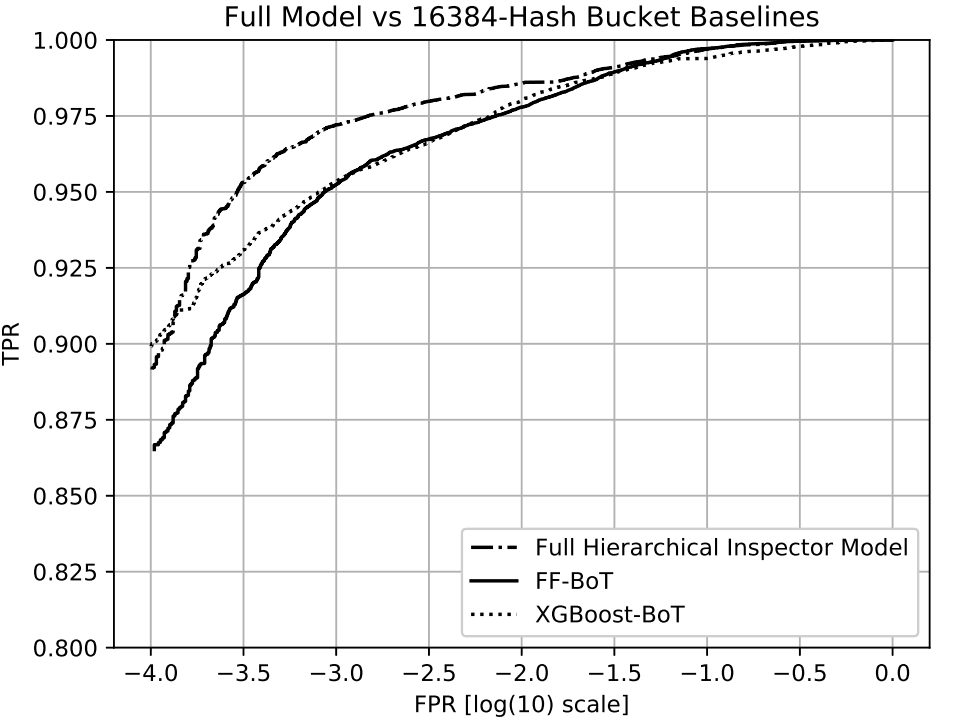 Full Model vs 16384-Hash Bucket Baselines
1.000
0.975
0.950
0.925
0.900
0.875
0.850
0.825
0.800
TPR
Full Hierarchical Inspector Model
FF-BoT
XGBoost-BoT
−4.0 −3.5 −3.0 −2.5 −2.0 −1.5 −1.0 −0.5 0.0
FPR [log(10) scale]